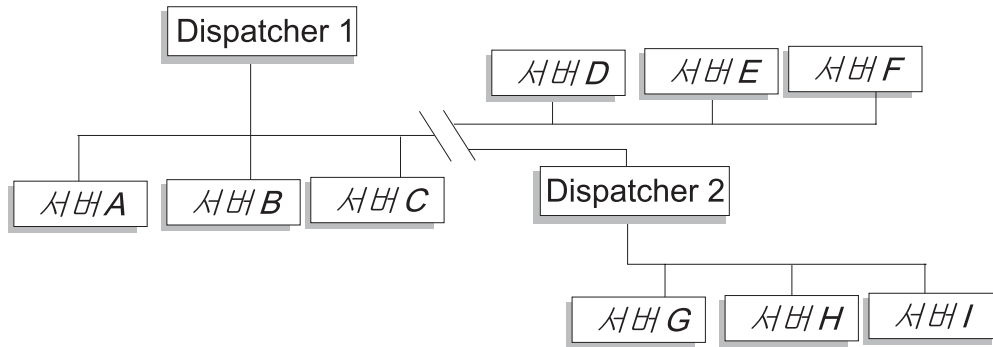 Dispatcher 1
서버 D
서버 E
서버 F
서버 A
서버 B
서버 C
Dispatcher 2
서버 G
서버 H
서버 I